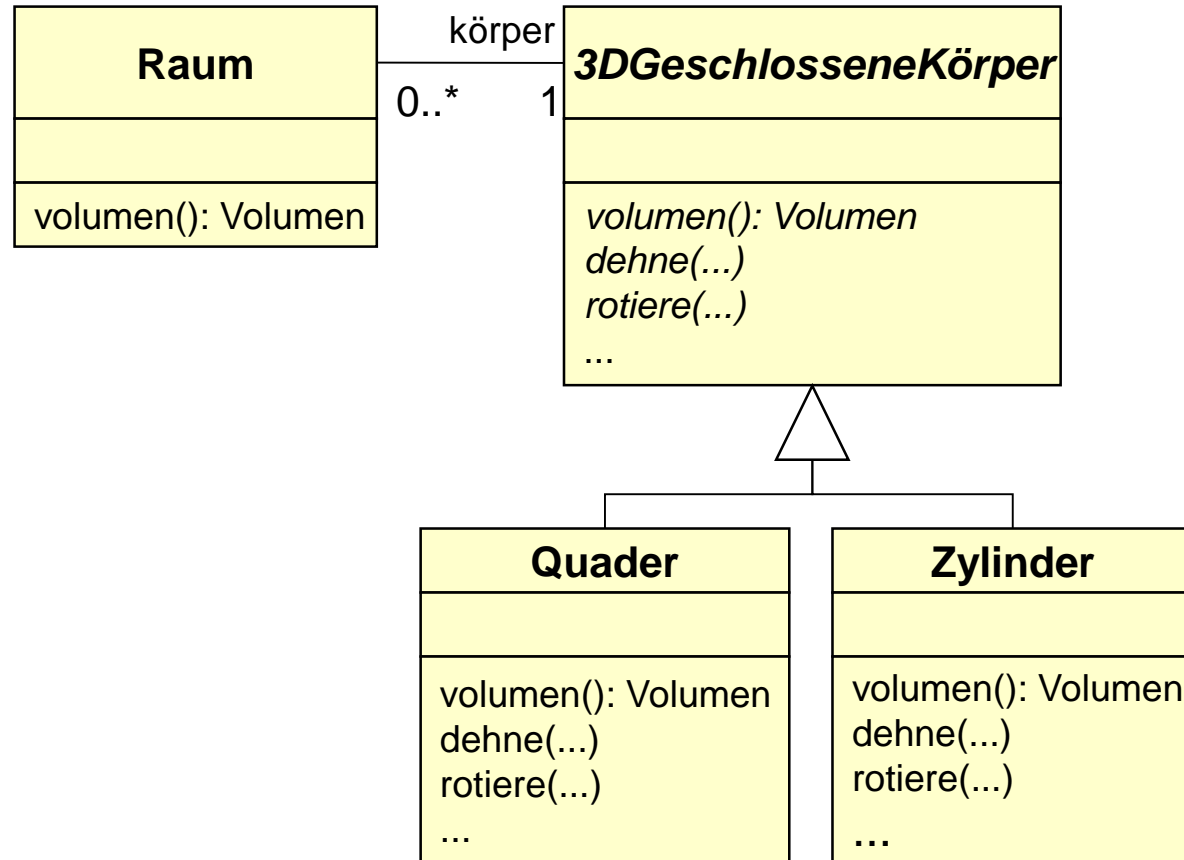 Raum
volumen(): Volumen
körper
0..* 1
3DGeschlosseneKörper
volumen(): Volumen
dehne(...)
rotiere(...)
...
Quader
volumen(): Volumen
dehne(...)
rotiere(...)
...
Zylinder
volumen(): Volumen
dehne(...)
rotiere(...)
...